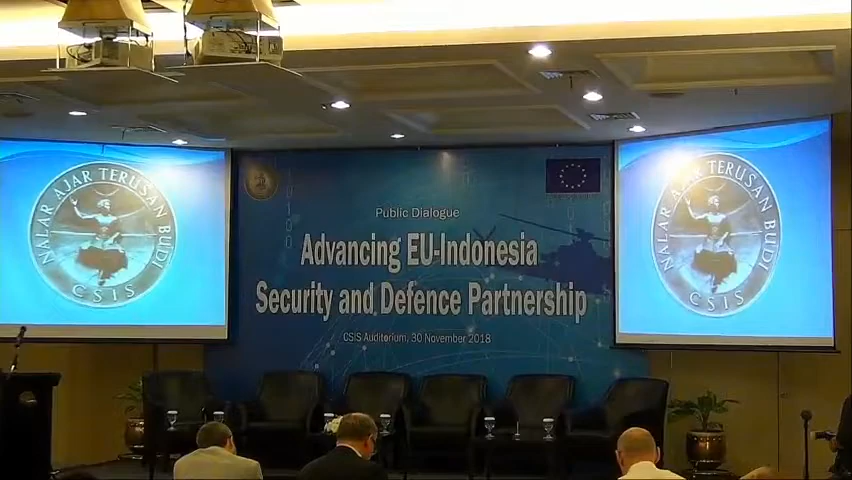 NALAR AJAR TERUSAN BUDI
CSIS
Public Dialogue
Advancing EU-Indonesia
Security and Defence Partnership
CSIS Auditorium, 30 November 2018
NALAR AJAR TERUSAN BUDI
CSIS